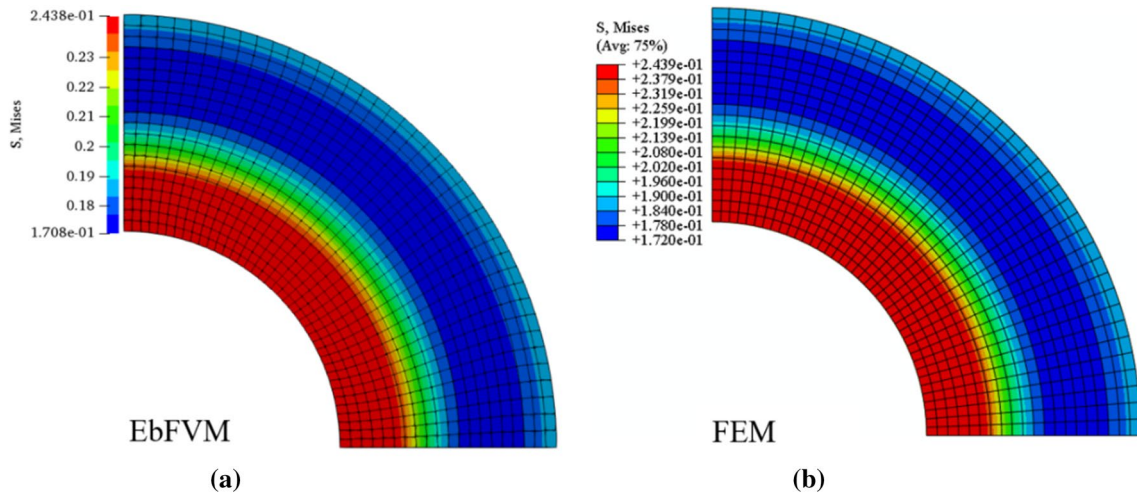 2.438e-01
0.23
0.22
0.21
0.2
0.19
0.18
1.708e-01
S, Mises
EbFVM
(a)
S, Mises
(Avg: 75%)
+2.439e-01
+2.379e-01
+2.319e-01
+2.259e-01
+2.199e-01
+2.139e-01
+2.080e-01
+2.020e-01
+1.960e-01
+1.900e-01
+1.840e-01
+1.780e-01
+1.720e-01
FEM
(b)